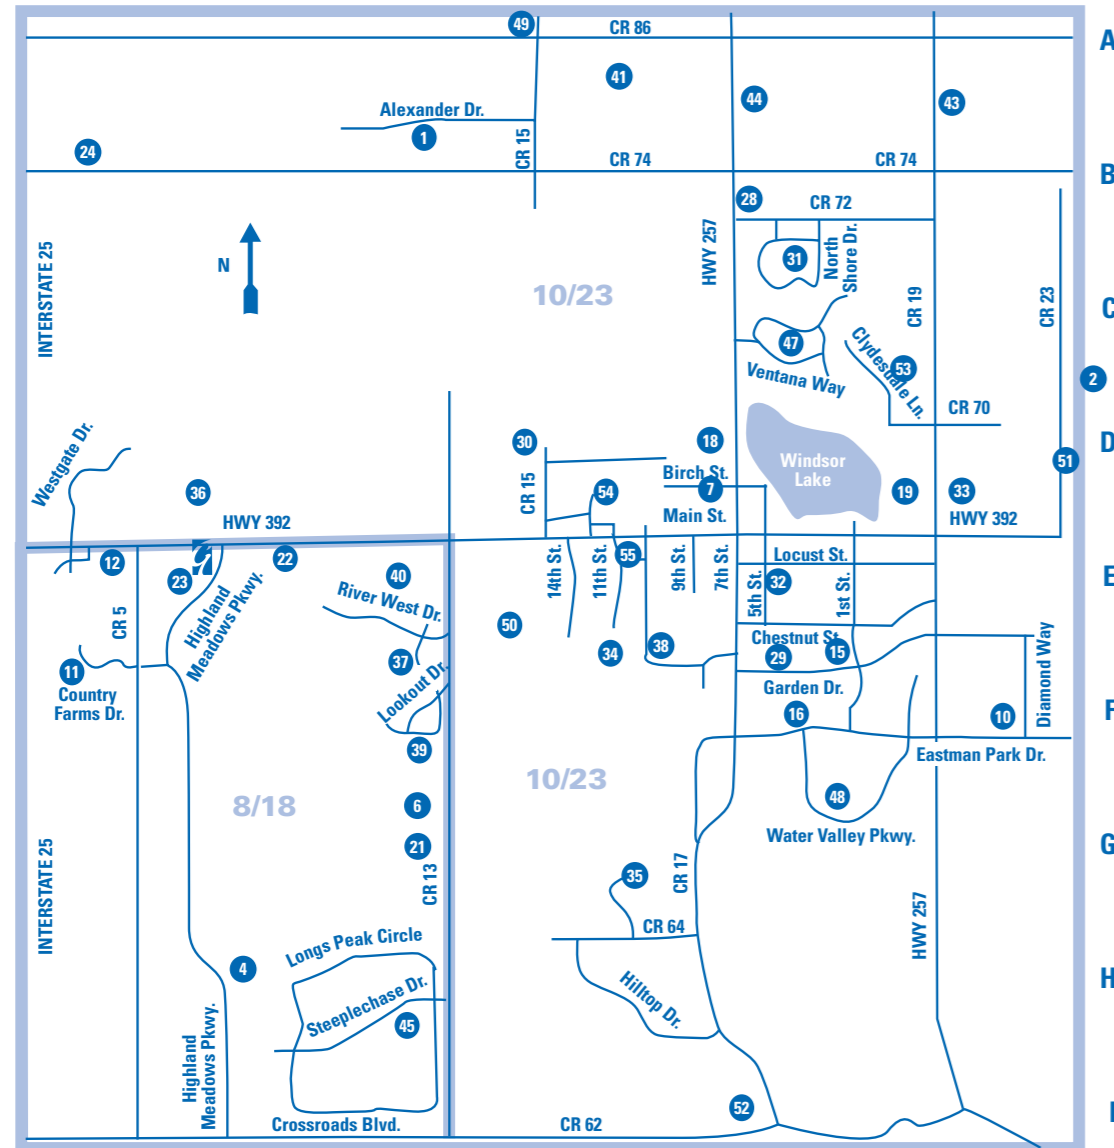 49
CR 86
A
41
44
43
Alexander Dr.
1
CR 15
24
CR 74
CR 74
B
28
CR 72
N
INTERSTATE 25
HWY 257
31
North
Shore Dr.
10/23
CR 19
CR 23
C
47
Ventana Way
53
Clydesdale Ln.
2
CR 70
Westgate Dr.
30
18
D
Windsor
Lake
51
36
CR 15
54
Birch St.
7
19
33
HWY 392
Main St.
HWY 392
12
23
22
40
14th St.
11th St.
55
9th St.
7th St.
5th St.
Locust St.
32
1st St.
E
CR 5
Highland
Meadows Pkwy.
River West Dr.
50
34
38
Chestnut St.
29
15
11
Country
Farms Dr.
37
Lookout Dr.
Garden Dr.
Diamond Way
16
10
F
39
Eastman Park Dr.
10/23
8/18
6
48
Water Valley Pkwy.
21
CR 13
G
INTERSTATE 25
35
CR 17
CR 64
HWY 257
Longs Peak Circle
4
Steeplechase Dr.
45
Hilltop Dr.
H
Highland
Meadows Pkwy.
52
Crossroads Blvd.
CR 62